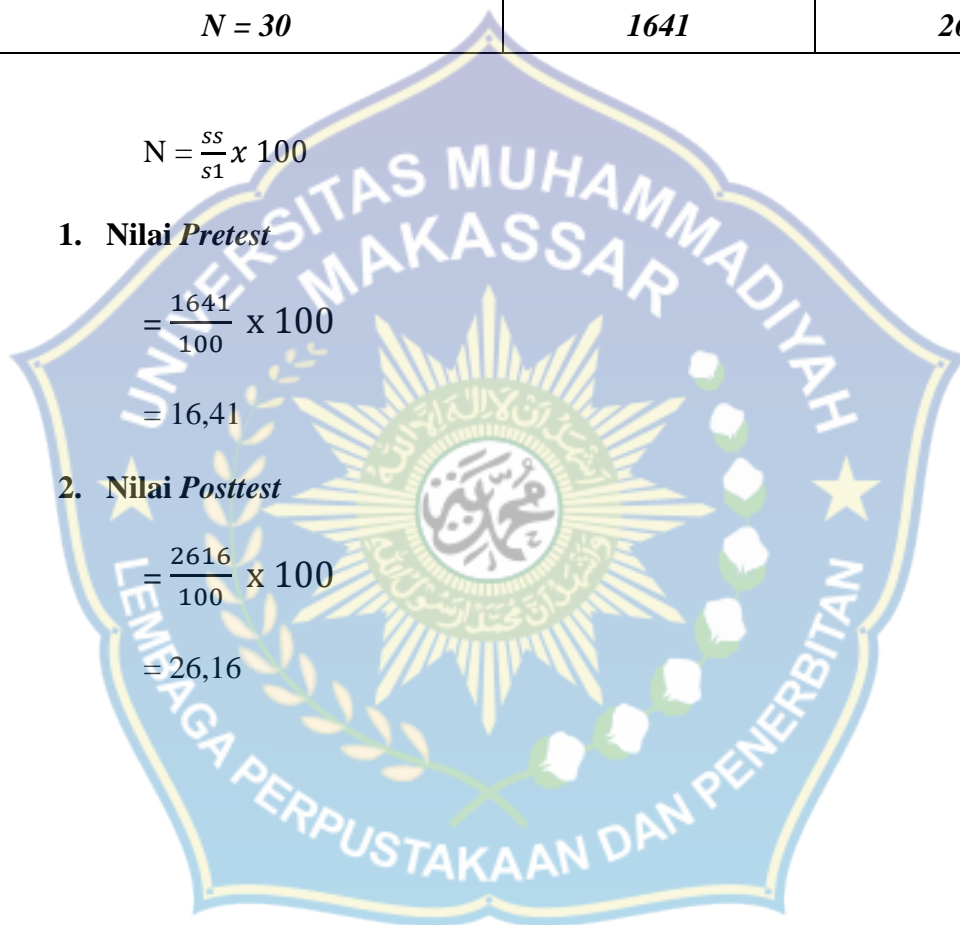 N = 30 1641
N = ss/s1 x 100
1. Nilai Pretest
= 1641/100 x 100
= 16,41
2. Nilai Posttest
= 2616/100 x 100
= 26,16
UNIVERSITAS MUHAMMADIYAH
MAKASSAR
LEMBAGA PERPUSTAKAAN DAN PENERBITAN